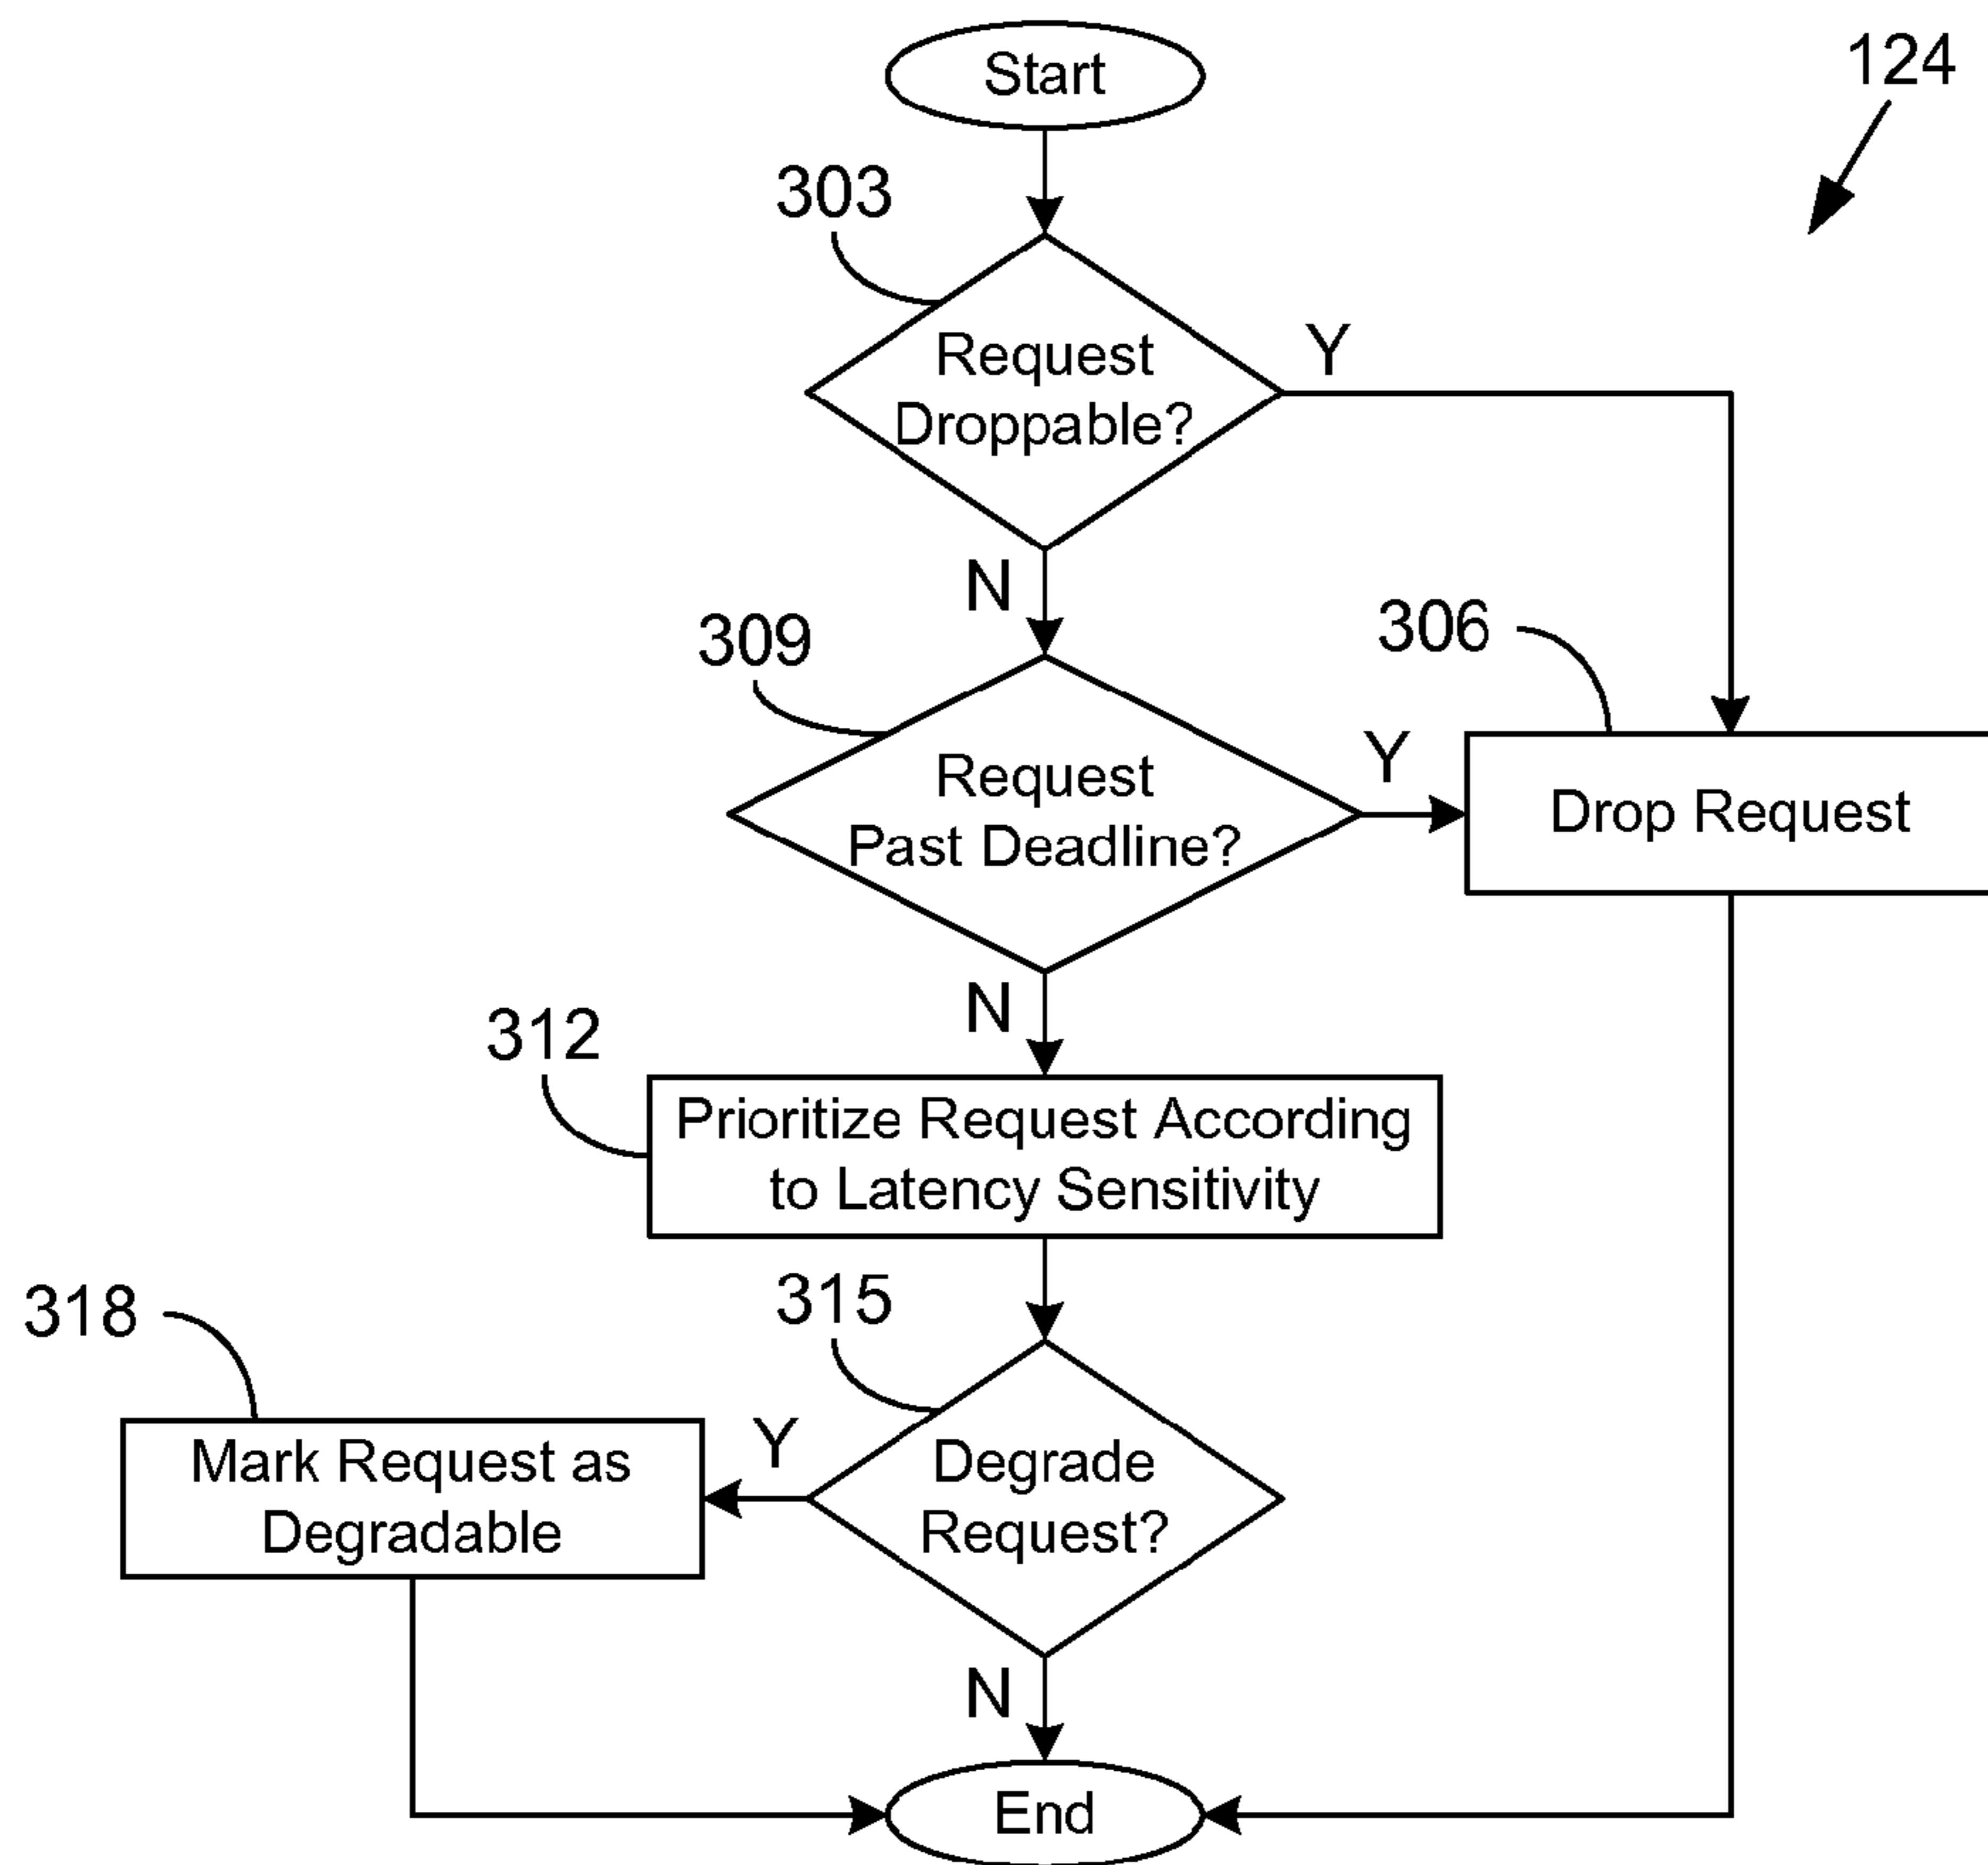 Start
124
303
Request
Droppable?
Y
N
309
306
Request
Past Deadline?
Y
Drop Request
N
312
Prioritize Request According
to Latency Sensitivity
318
315
Mark Request as
Degradable
Y
Degrade
Request?
N
End